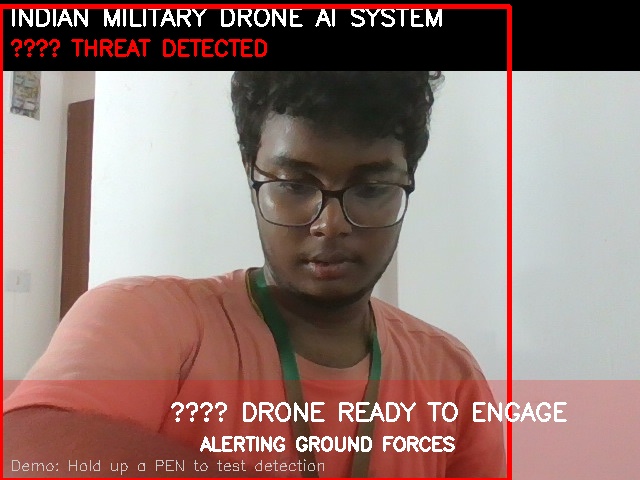 INDIAN MILITARY DRONE AI SYSTEM
???? THREAT DETECTED
???? DRONE READY TO ENGAGE
ALERTING GROUND FORCES
Demo: Hold up a PEN to test detection